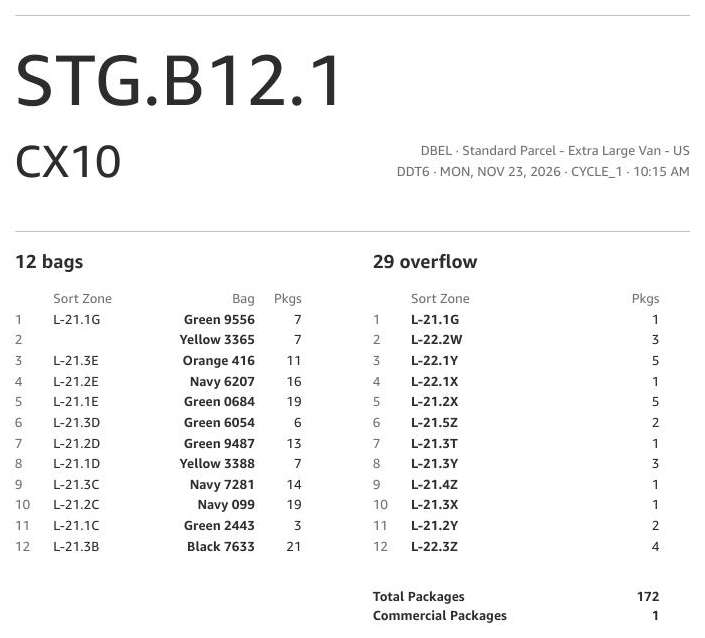 STG.B12.1
CX10
DBEL · Standard Parcel - Extra Large Van - US
DDT6 · MON, NOV 23, 2026 · CYCLE_1 · 10:15 AM
12 bags
Sort Zone Bag Pkgs
1 L-21.1G Green 9556 7
2 Yellow 3365 7
3 L-21.3E Orange 416 11
4 L-21.2E Navy 6207 16
5 L-21.1E Green 0684 19
6 L-21.3D Green 6054 6
7 L-21.2D Green 9487 13
8 L-21.1D Yellow 3388 7
9 L-21.3C Navy 7281 14
10 L-21.2C Navy 099 19
11 L-21.1C Green 2443 3
12 L-21.3B Black 7633 21
29 overflow
Sort Zone Pkgs
1 L-21.1G 1
2 L-22.2W 3
3 L-22.1Y 5
4 L-22.1X 1
5 L-21.2X 5
6 L-21.5Z 2
7 L-21.3T 1
8 L-21.3Y 3
9 L-21.4Z 1
10 L-21.3X 1
11 L-21.2Y 2
12 L-22.3Z 4
Total Packages 172
Commercial Packages 1